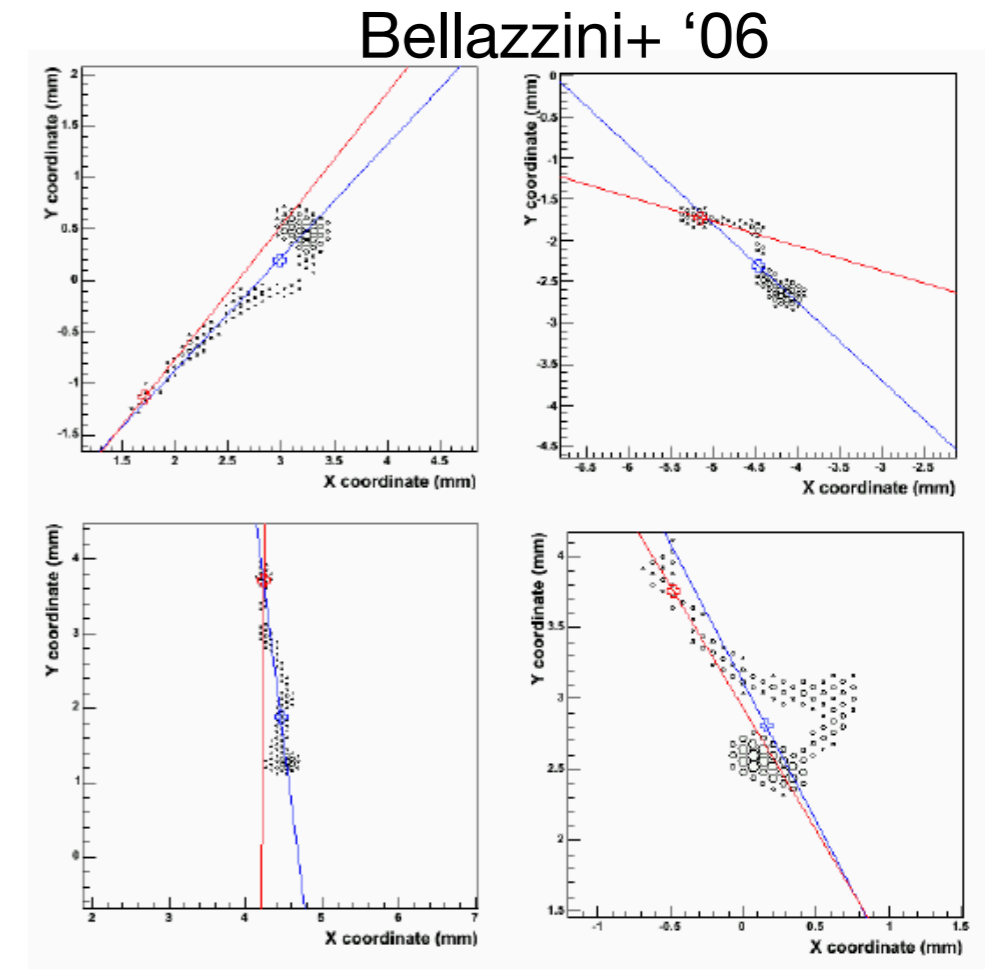 Bellazzini+ ‘06
Y coordinate (mm)
2
1.5
1
0.5
0
-0.5
-1
-1.5
1.5 2 2.5 3 3.5 4 4.5
X coordinate (mm)
Y coordinate (mm)
0
-0.5
-1
-1.5
-2
-2.5
-3
-3.5
-4
-4.5
-6.5 -6 -5.5 -5 -4.5 -4 -3.5 -3 -2.5
X coordinate (mm)
Y coordinate (mm)
4
3
2
1
0
2 3 4 5 6 7
X coordinate (mm)
Y coordinate (mm)
4
3.5
3
2.5
2
1.5
-1 -0.5 0 0.5 1 1.5
X coordinate (mm)